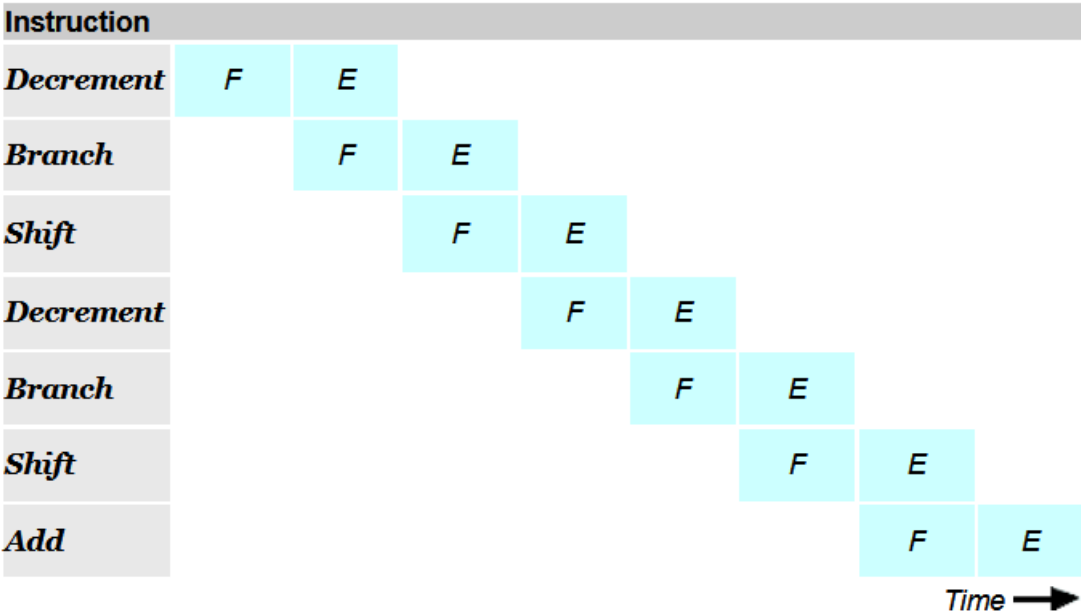 Instruction
Decrement F E
Branch F E
Shift F E
Decrement F E
Branch F E
Shift F E
Add F E
Time